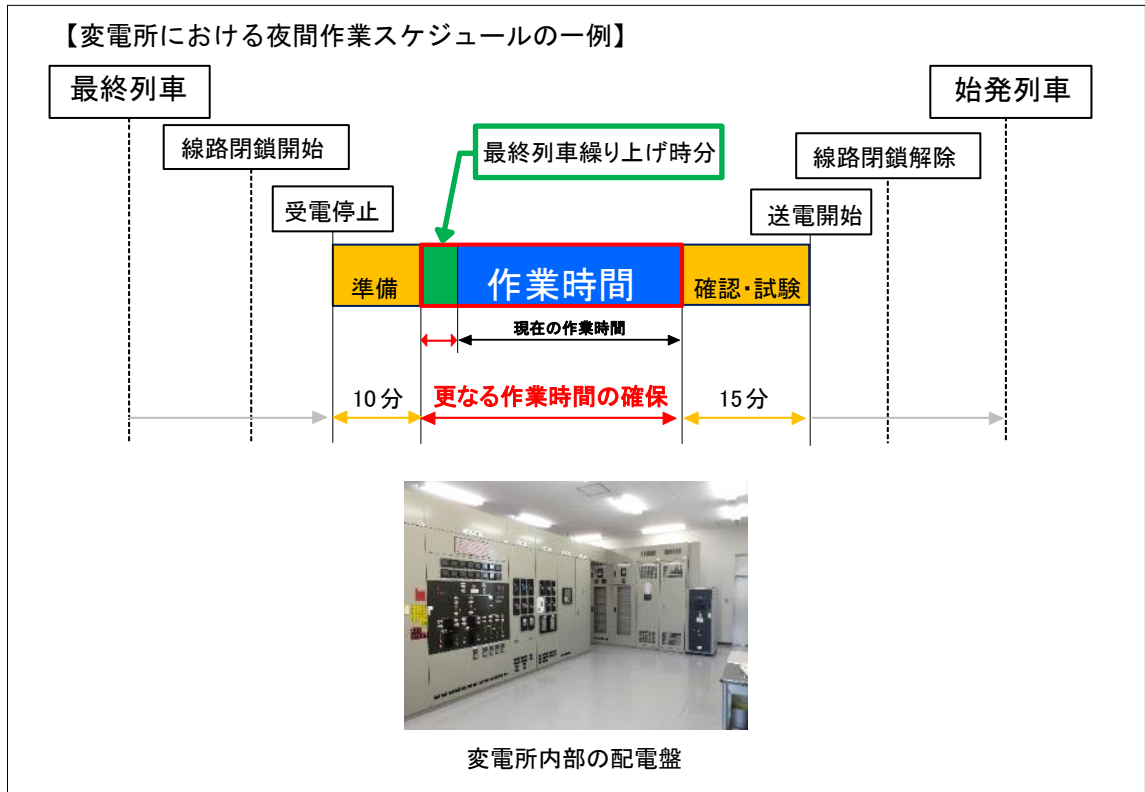 【変電所における夜間作業スケジュールの一例】
最終列車
始発列車
線路閉鎖開始
最終列車繰り上げ時分
線路閉鎖解除
受電停止
送電開始
準備
作業時間
確認・試験
現在の作業時間
10分
更なる作業時間の確保
15分
変電所内部の配電盤